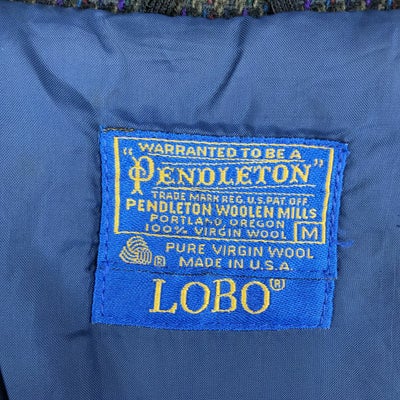 WARRANTED TO BE A
"PENDLETON"
TRADE MARK REG. U.S. PAT. OFF.
PENDLETON WOOLEN MILLS
PORTLAND, OREGON
100% VIRGIN WOOL M
® PURE VIRGIN WOOL
MADE IN U.S.A.
LOBO®